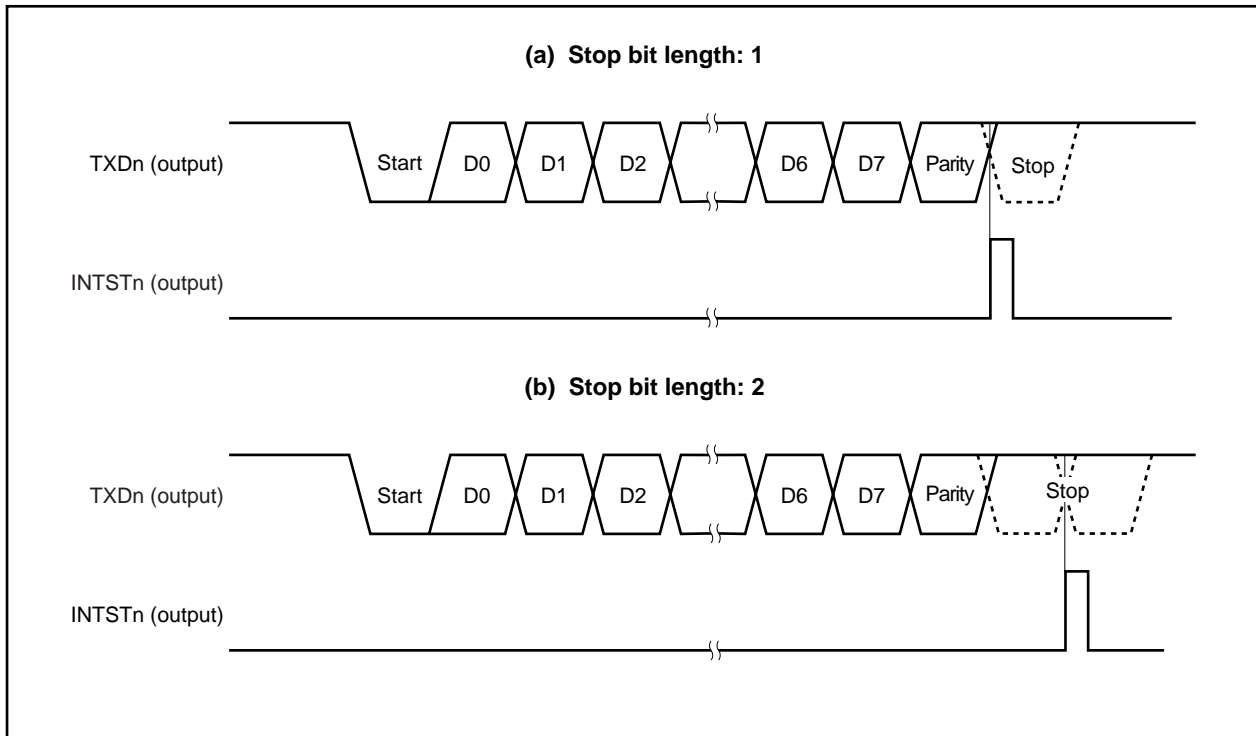 (a) Stop bit length: 1
TXDn (output) Start D0 D1 D2 D6 D7 Parity Stop
INTSTn (output)
(b) Stop bit length: 2
TXDn (output) Start D0 D1 D2 D6 D7 Parity Stop
INTSTn (output)